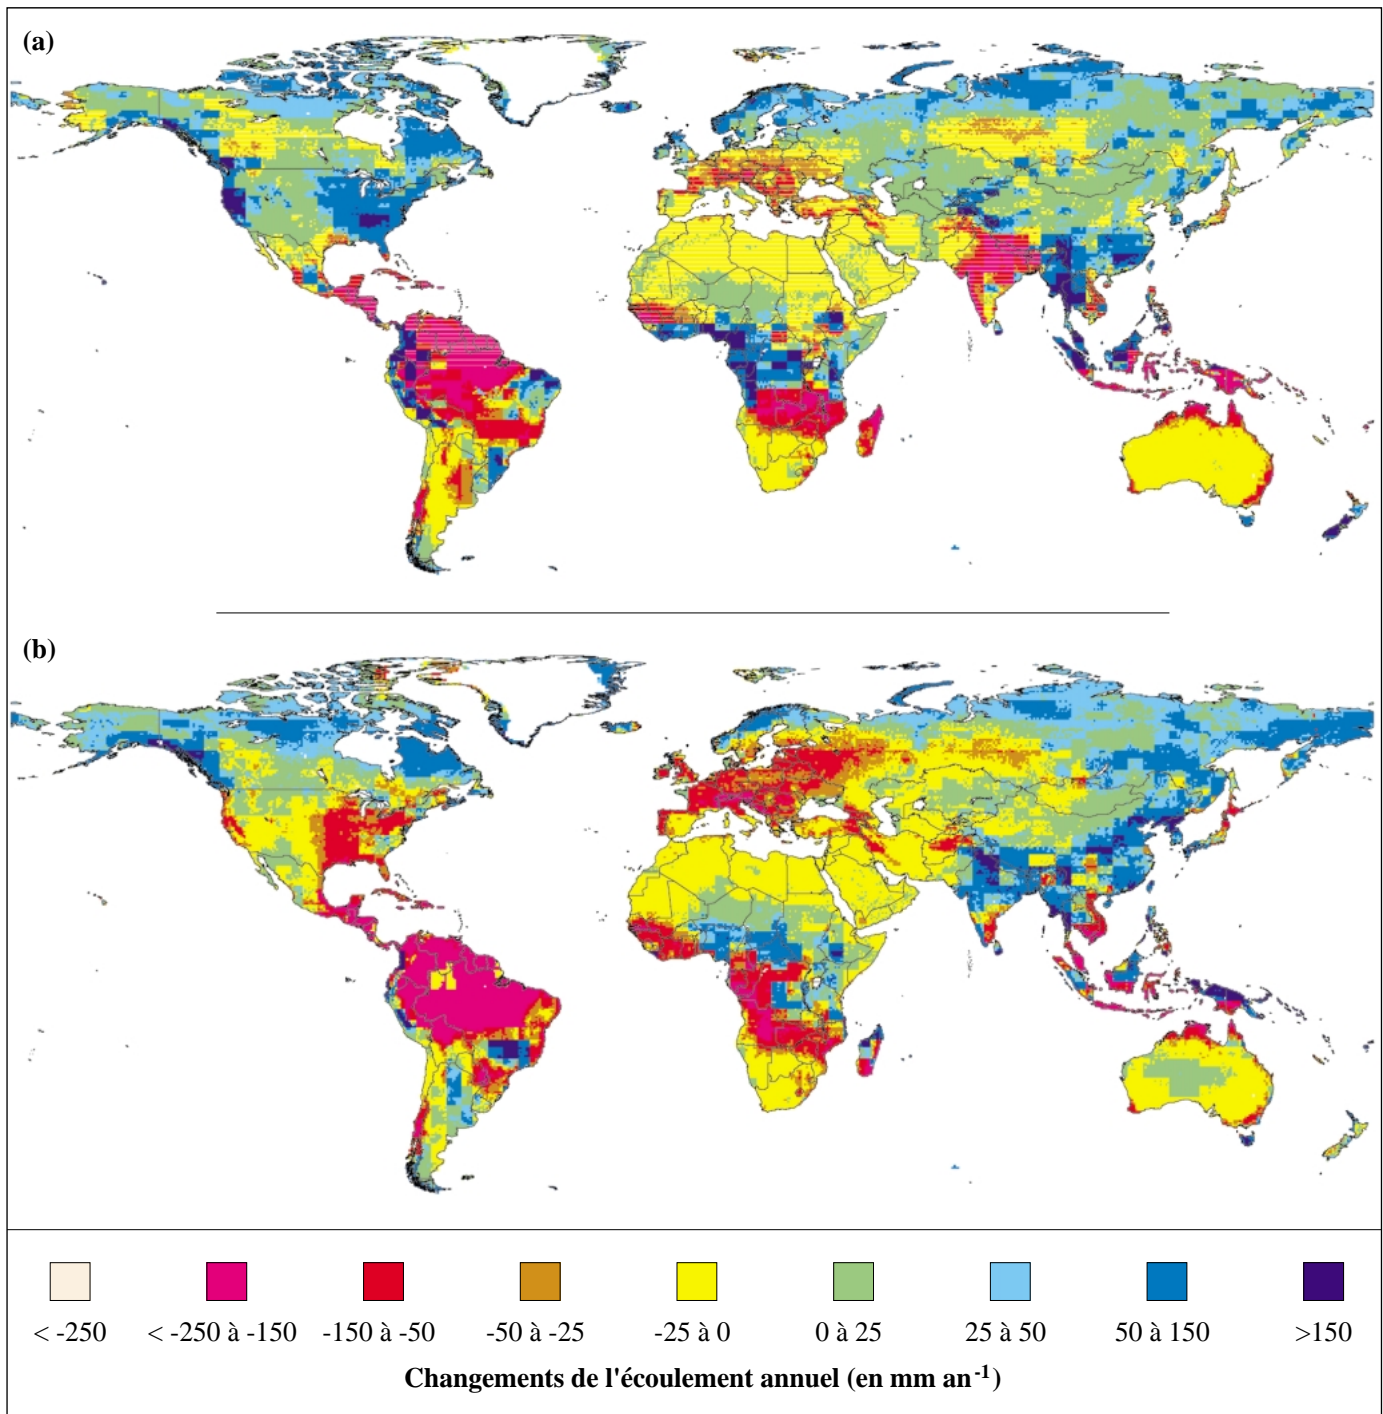 (a)
(b)
< -250
< -250 à -150
-150 à -50
-50 à -25
-25 à 0
0 à 25
25 à 50
50 à 150
>150
Changements de l'écoulement annuel (en mm an-1)